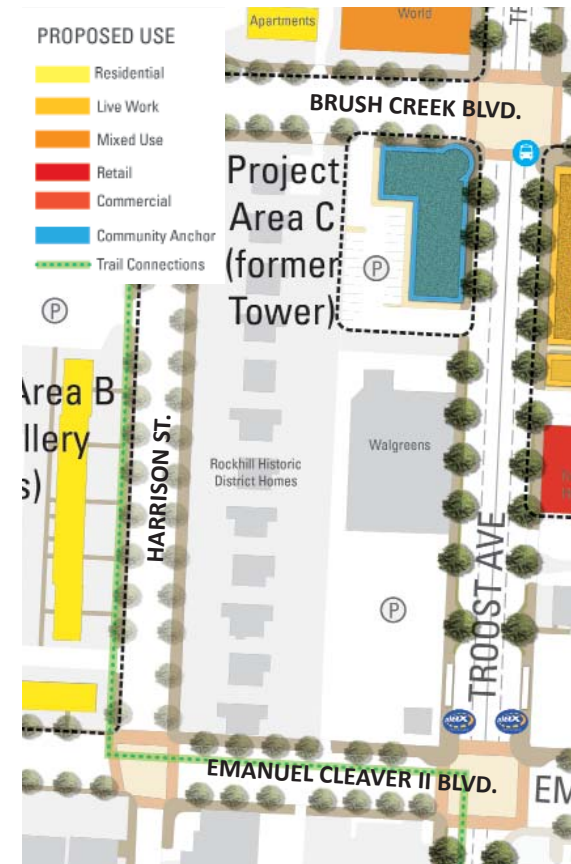 PROPOSED USE
Residential
Live Work
Mixed Use
Retail
Commercial
Community Anchor
Trail Connections
Apartments
World
BRUSH CREEK BLVD.
Project
Area C
(former
Tower)
P
P
Area B
llery
s)
HARRISON ST.
Rockhill Historic
District Homes
Walgreens
P
TROOST AVE
EMANUEL CLEAVER II BLVD.
EM